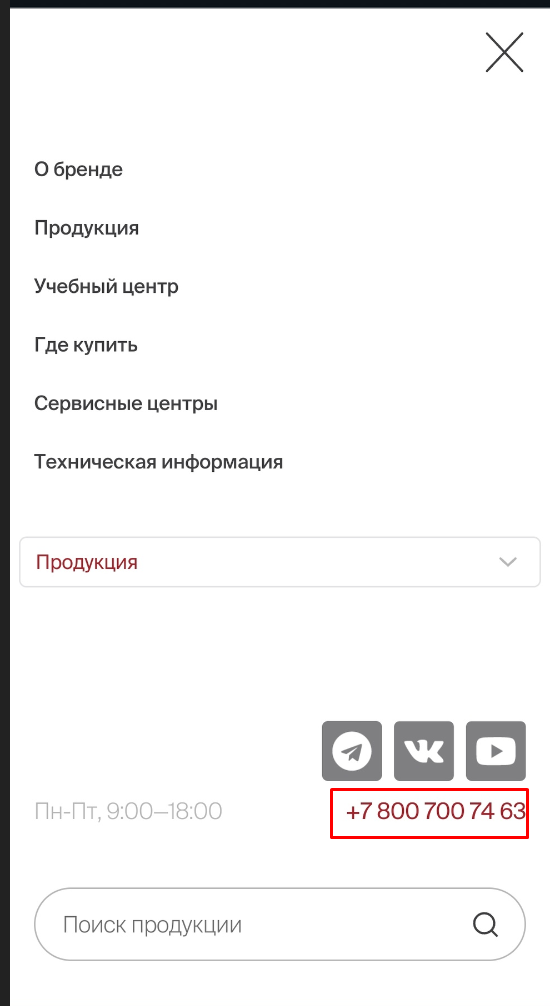 О бренде
Продукция
Учебный центр
Где купить
Сервисные центры
Техническая информация
Продукция
Пн-Пт, 9:00—18:00 +7 800 700 74 63
Поиск продукции